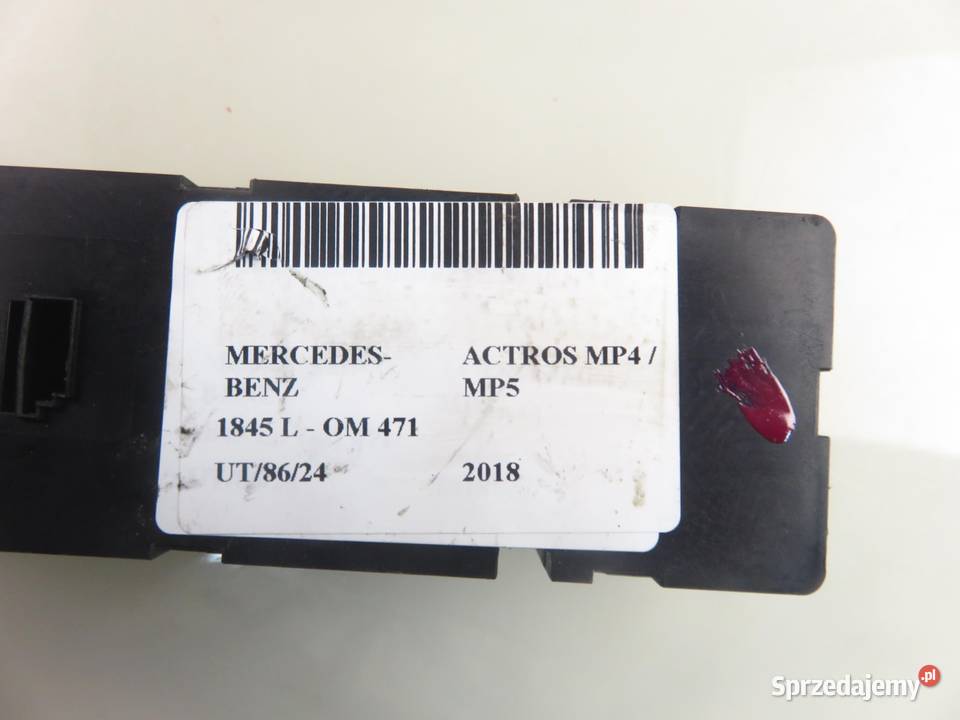 MERCEDES-
BENZ
ACTROS MP4 /
MP5
1845 L - OM 471
UT/86/24
2018
Sprzedajemy.pl